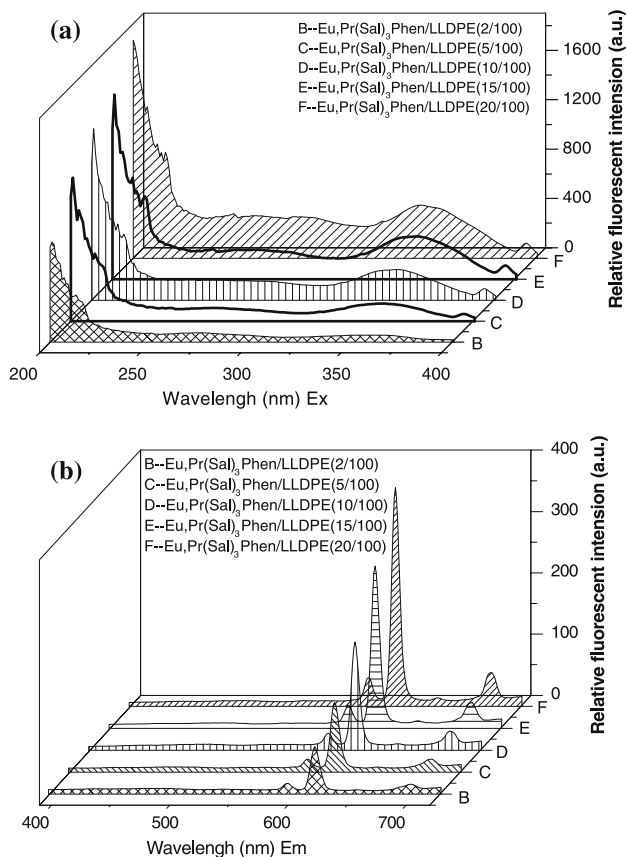 (a)
B--Eu,Pr(Sal)3Phen/LLDPE(2/100)
C--Eu,Pr(Sal)3Phen/LLDPE(5/100)
D--Eu,Pr(Sal)3Phen/LLDPE(10/100)
E--Eu,Pr(Sal)3Phen/LLDPE(15/100)
F--Eu,Pr(Sal)3Phen/LLDPE(20/100)
1600
1200
800
400
0
Relative fluorescent intension (a.u.)
F
E
D
C
B
200 250 300 350 400
Wavelengh (nm) Ex
(b)
B--Eu,Pr(Sal)3Phen/LLDPE(2/100)
C--Eu,Pr(Sal)3Phen/LLDPE(5/100)
D--Eu,Pr(Sal)3Phen/LLDPE(10/100)
E--Eu,Pr(Sal)3Phen/LLDPE(15/100)
F--Eu,Pr(Sal)3Phen/LLDPE(20/100)
400
300
200
100
0
Relative fluorescent intension (a.u.)
F
E
D
C
B
400 500 600 700
Wavelengh (nm) Em